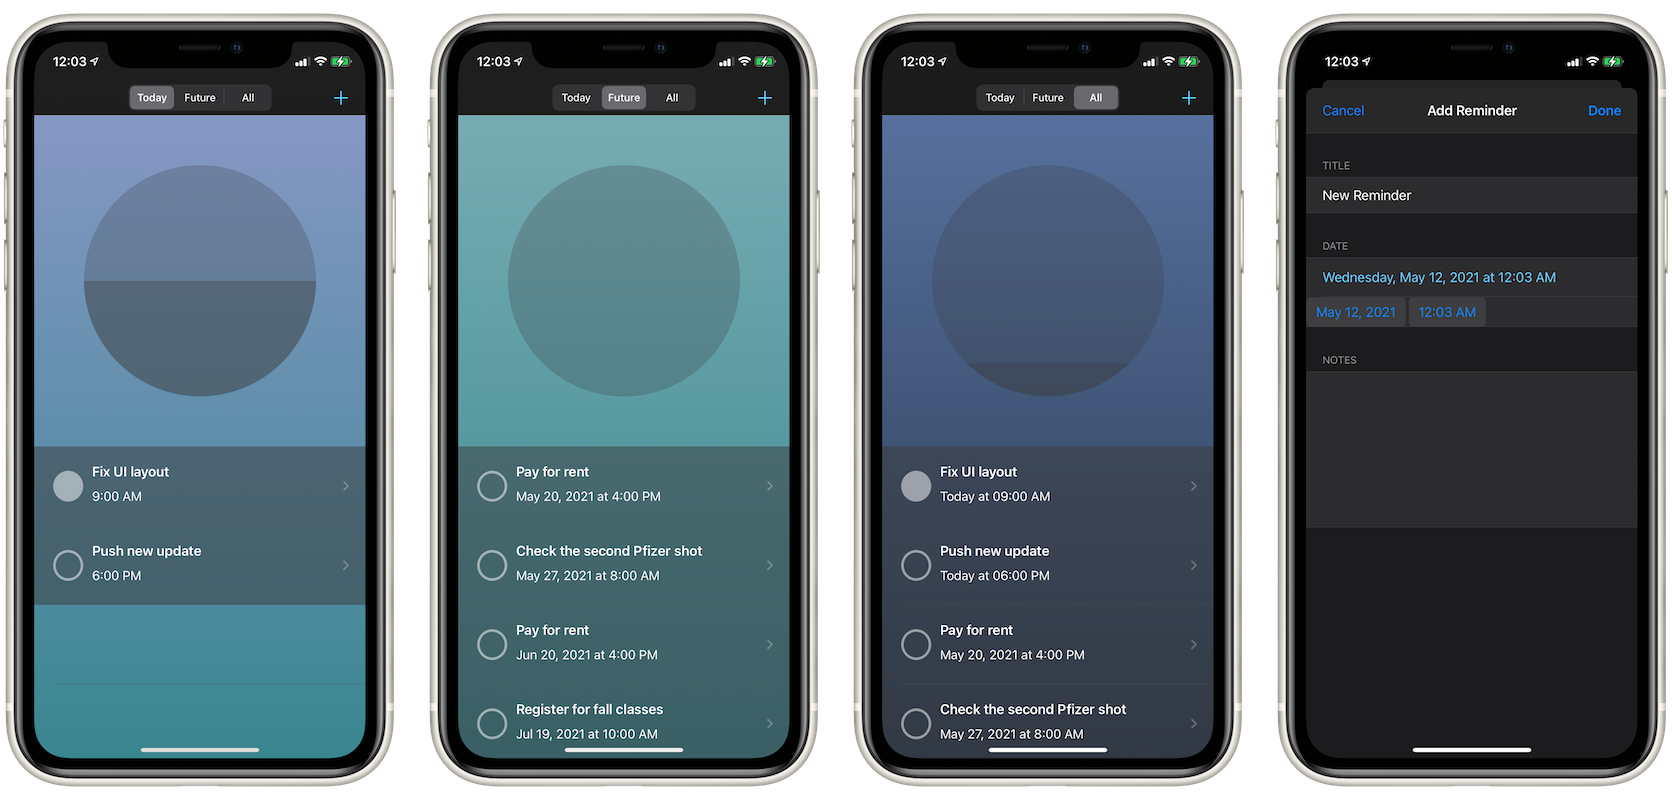 12:03
Today Future All +
Fix UI layout
9:00 AM
Push new update
6:00 PM
12:03
Today Future All +
Pay for rent
May 20, 2021 at 4:00 PM
Check the second Pfizer shot
May 27, 2021 at 8:00 AM
Pay for rent
Jun 20, 2021 at 4:00 PM
Register for fall classes
Jul 19, 2021 at 10:00 AM
12:03
Today Future All +
Fix UI layout
Today at 09:00 AM
Push new update
Today at 06:00 PM
Pay for rent
May 20, 2021 at 4:00 PM
Check the second Pfizer shot
May 27, 2021 at 8:00 AM
12:03
Cancel Add Reminder Done
TITLE
New Reminder
DATE
Wednesday, May 12, 2021 at 12:03 AM
May 12, 2021 12:03 AM
NOTES